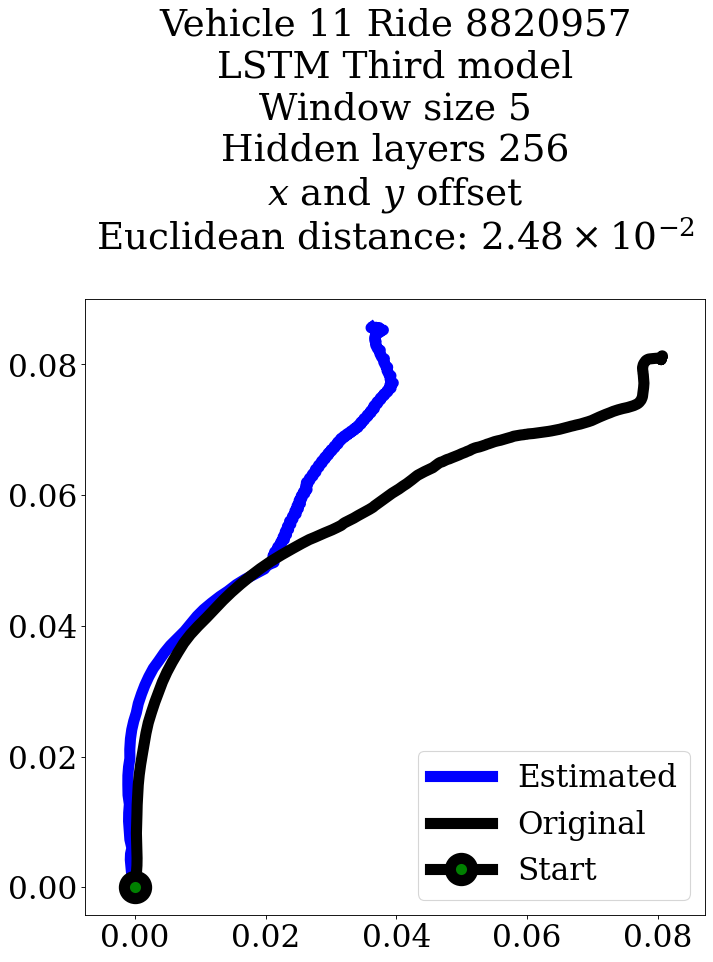 Vehicle 11 Ride 8820957
LSTM Third model
Window size 5
Hidden layers 256
x and y offset
Euclidean distance: 2.48 × 10⁻²
0.08
0.06
0.04
0.02
0.00
Estimated
Original
Start
0.00 0.02 0.04 0.06 0.08